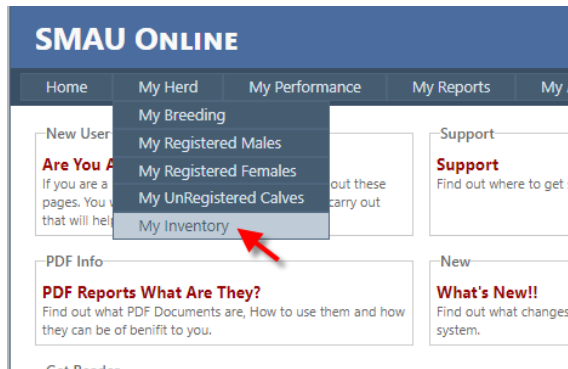 SMAU ONLINE
Home My Herd My Performance My Reports My
My Breeding
My Registered Males
My Registered Females
My UnRegistered Calves
My Inventory
New User
Are You A
If you are a out these
pages. You carry out
that will help
Support
Support
Find out where to get
PDF Info
PDF Reports What Are They?
Find out what PDF Documents are, How to use them and how
they can be of benifit to you.
New
What's New!!
Find out what changes
system.